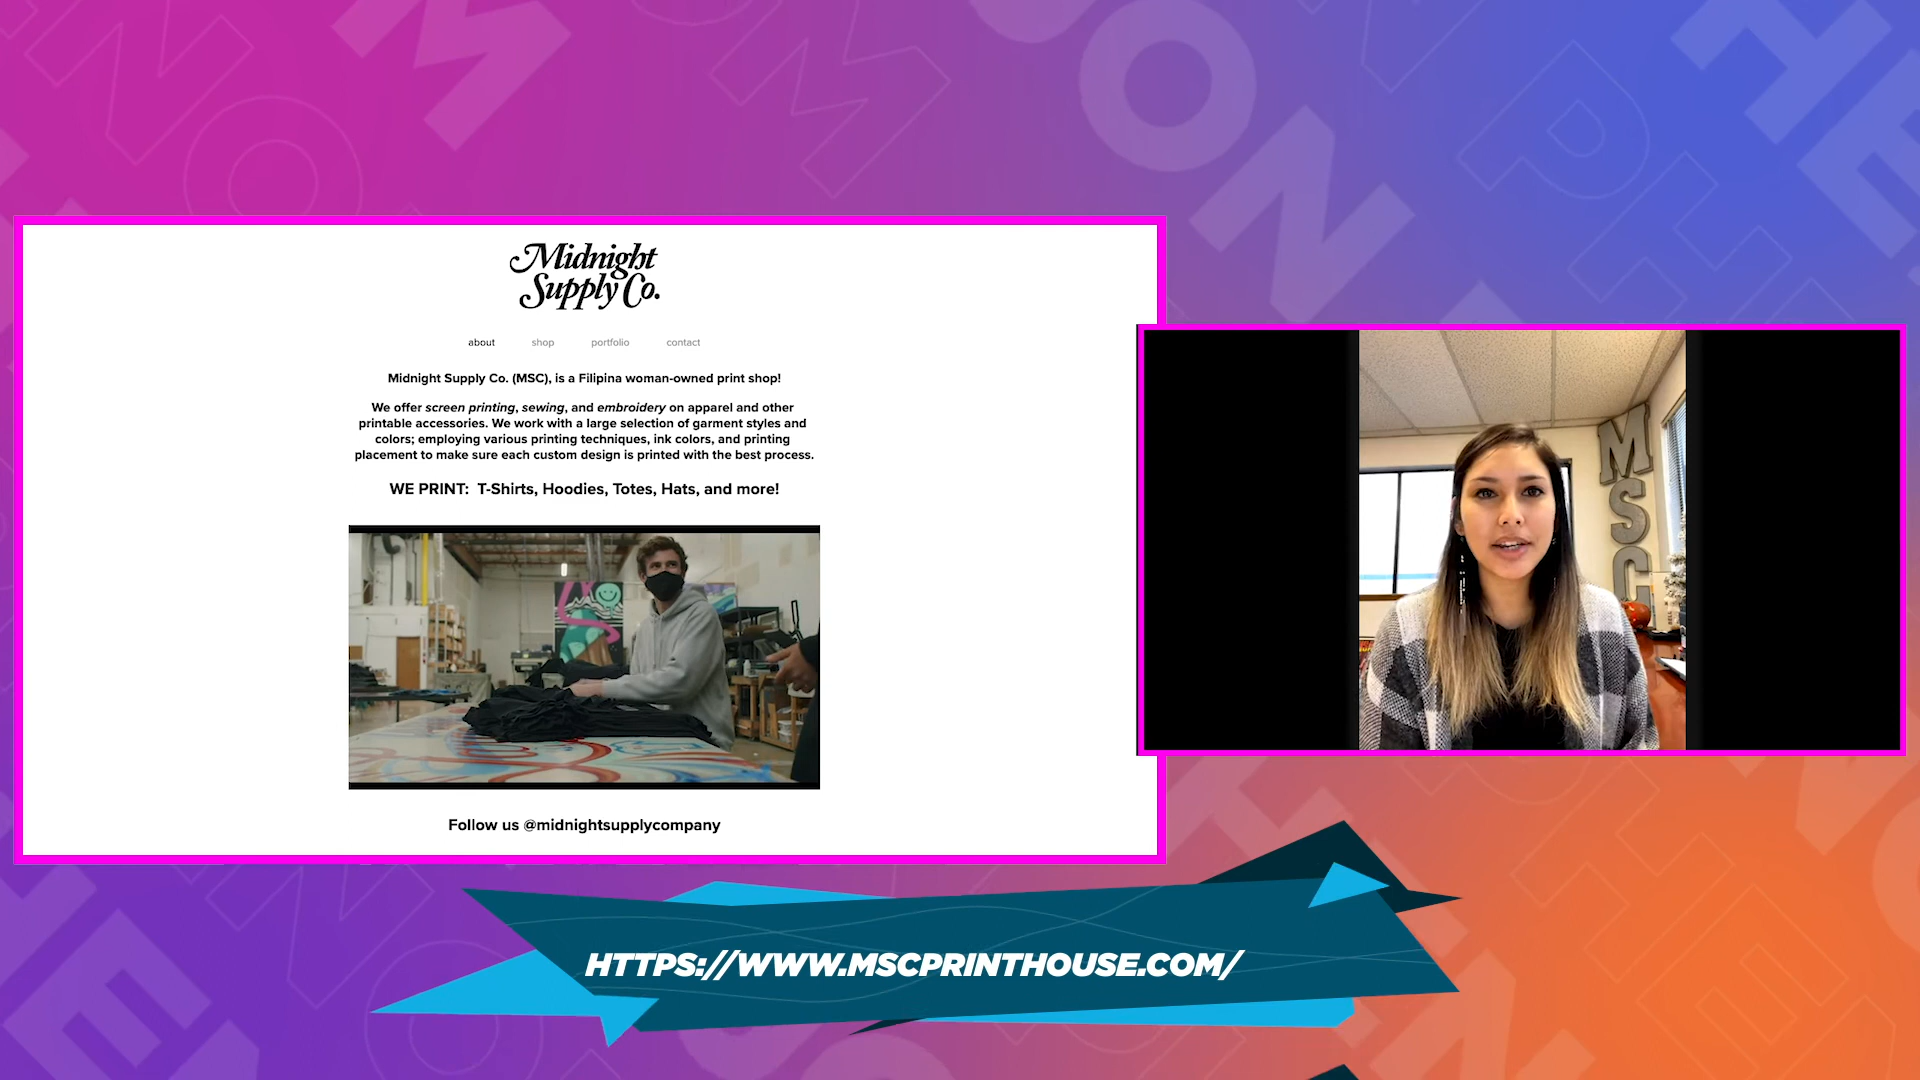 Midnight
Supply Co.
about shop portfolio contact
Midnight Supply Co. (MSC), is a Filipina woman-owned print shop!
We offer screen printing, sewing, and embroidery on apparel and other
printable accessories. We work with a large selection of garment styles and
colors; employing various printing techniques, ink colors, and printing
placement to make sure each custom design is printed with the best process.
WE PRINT: T-Shirts, Hoodies, Totes, Hats, and more!
Follow us @midnightsupplycompany
M
S
C
HTTPS://WWW.MSCPRINTHOUSE.COM/